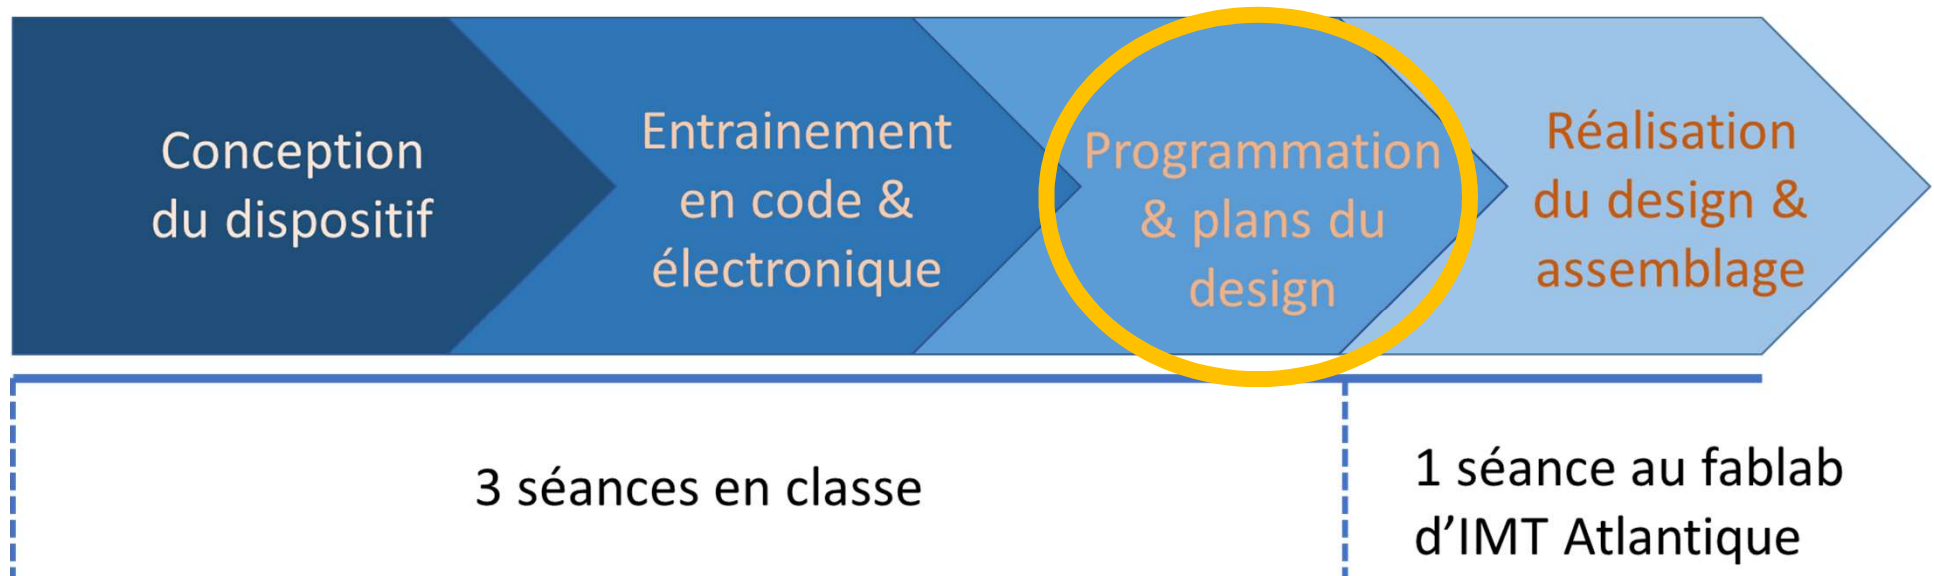 Conception
du dispositif
Entrainement
en code &
électronique
Programmation
& plans du
design
Réalisation
du design &
assemblage
3 séances en classe
1 séance au fablab
d’IMT Atlantique